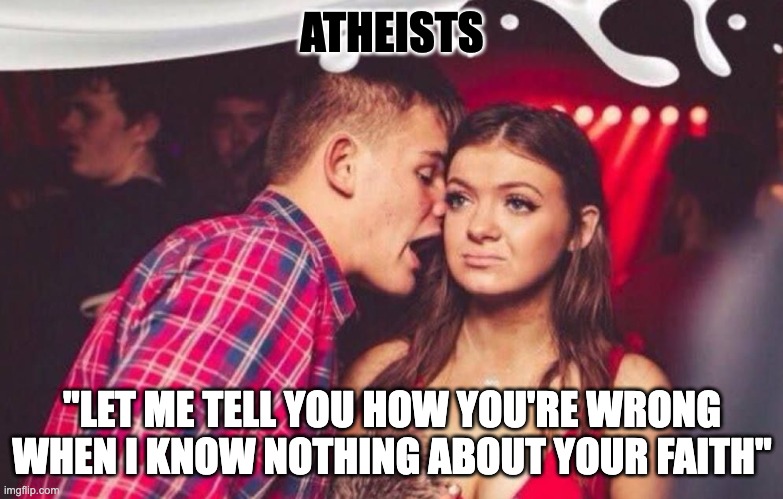 ATHEISTS
"LET ME TELL YOU HOW YOU'RE WRONG
WHEN I KNOW NOTHING ABOUT YOUR FAITH"
imgflip.com